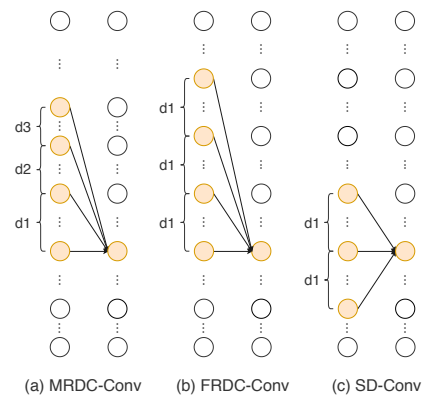 d3
d2
d1
d1
d1
d1
d1
d1
(a) MRDC-Conv
(b) FRDC-Conv
(c) SD-Conv